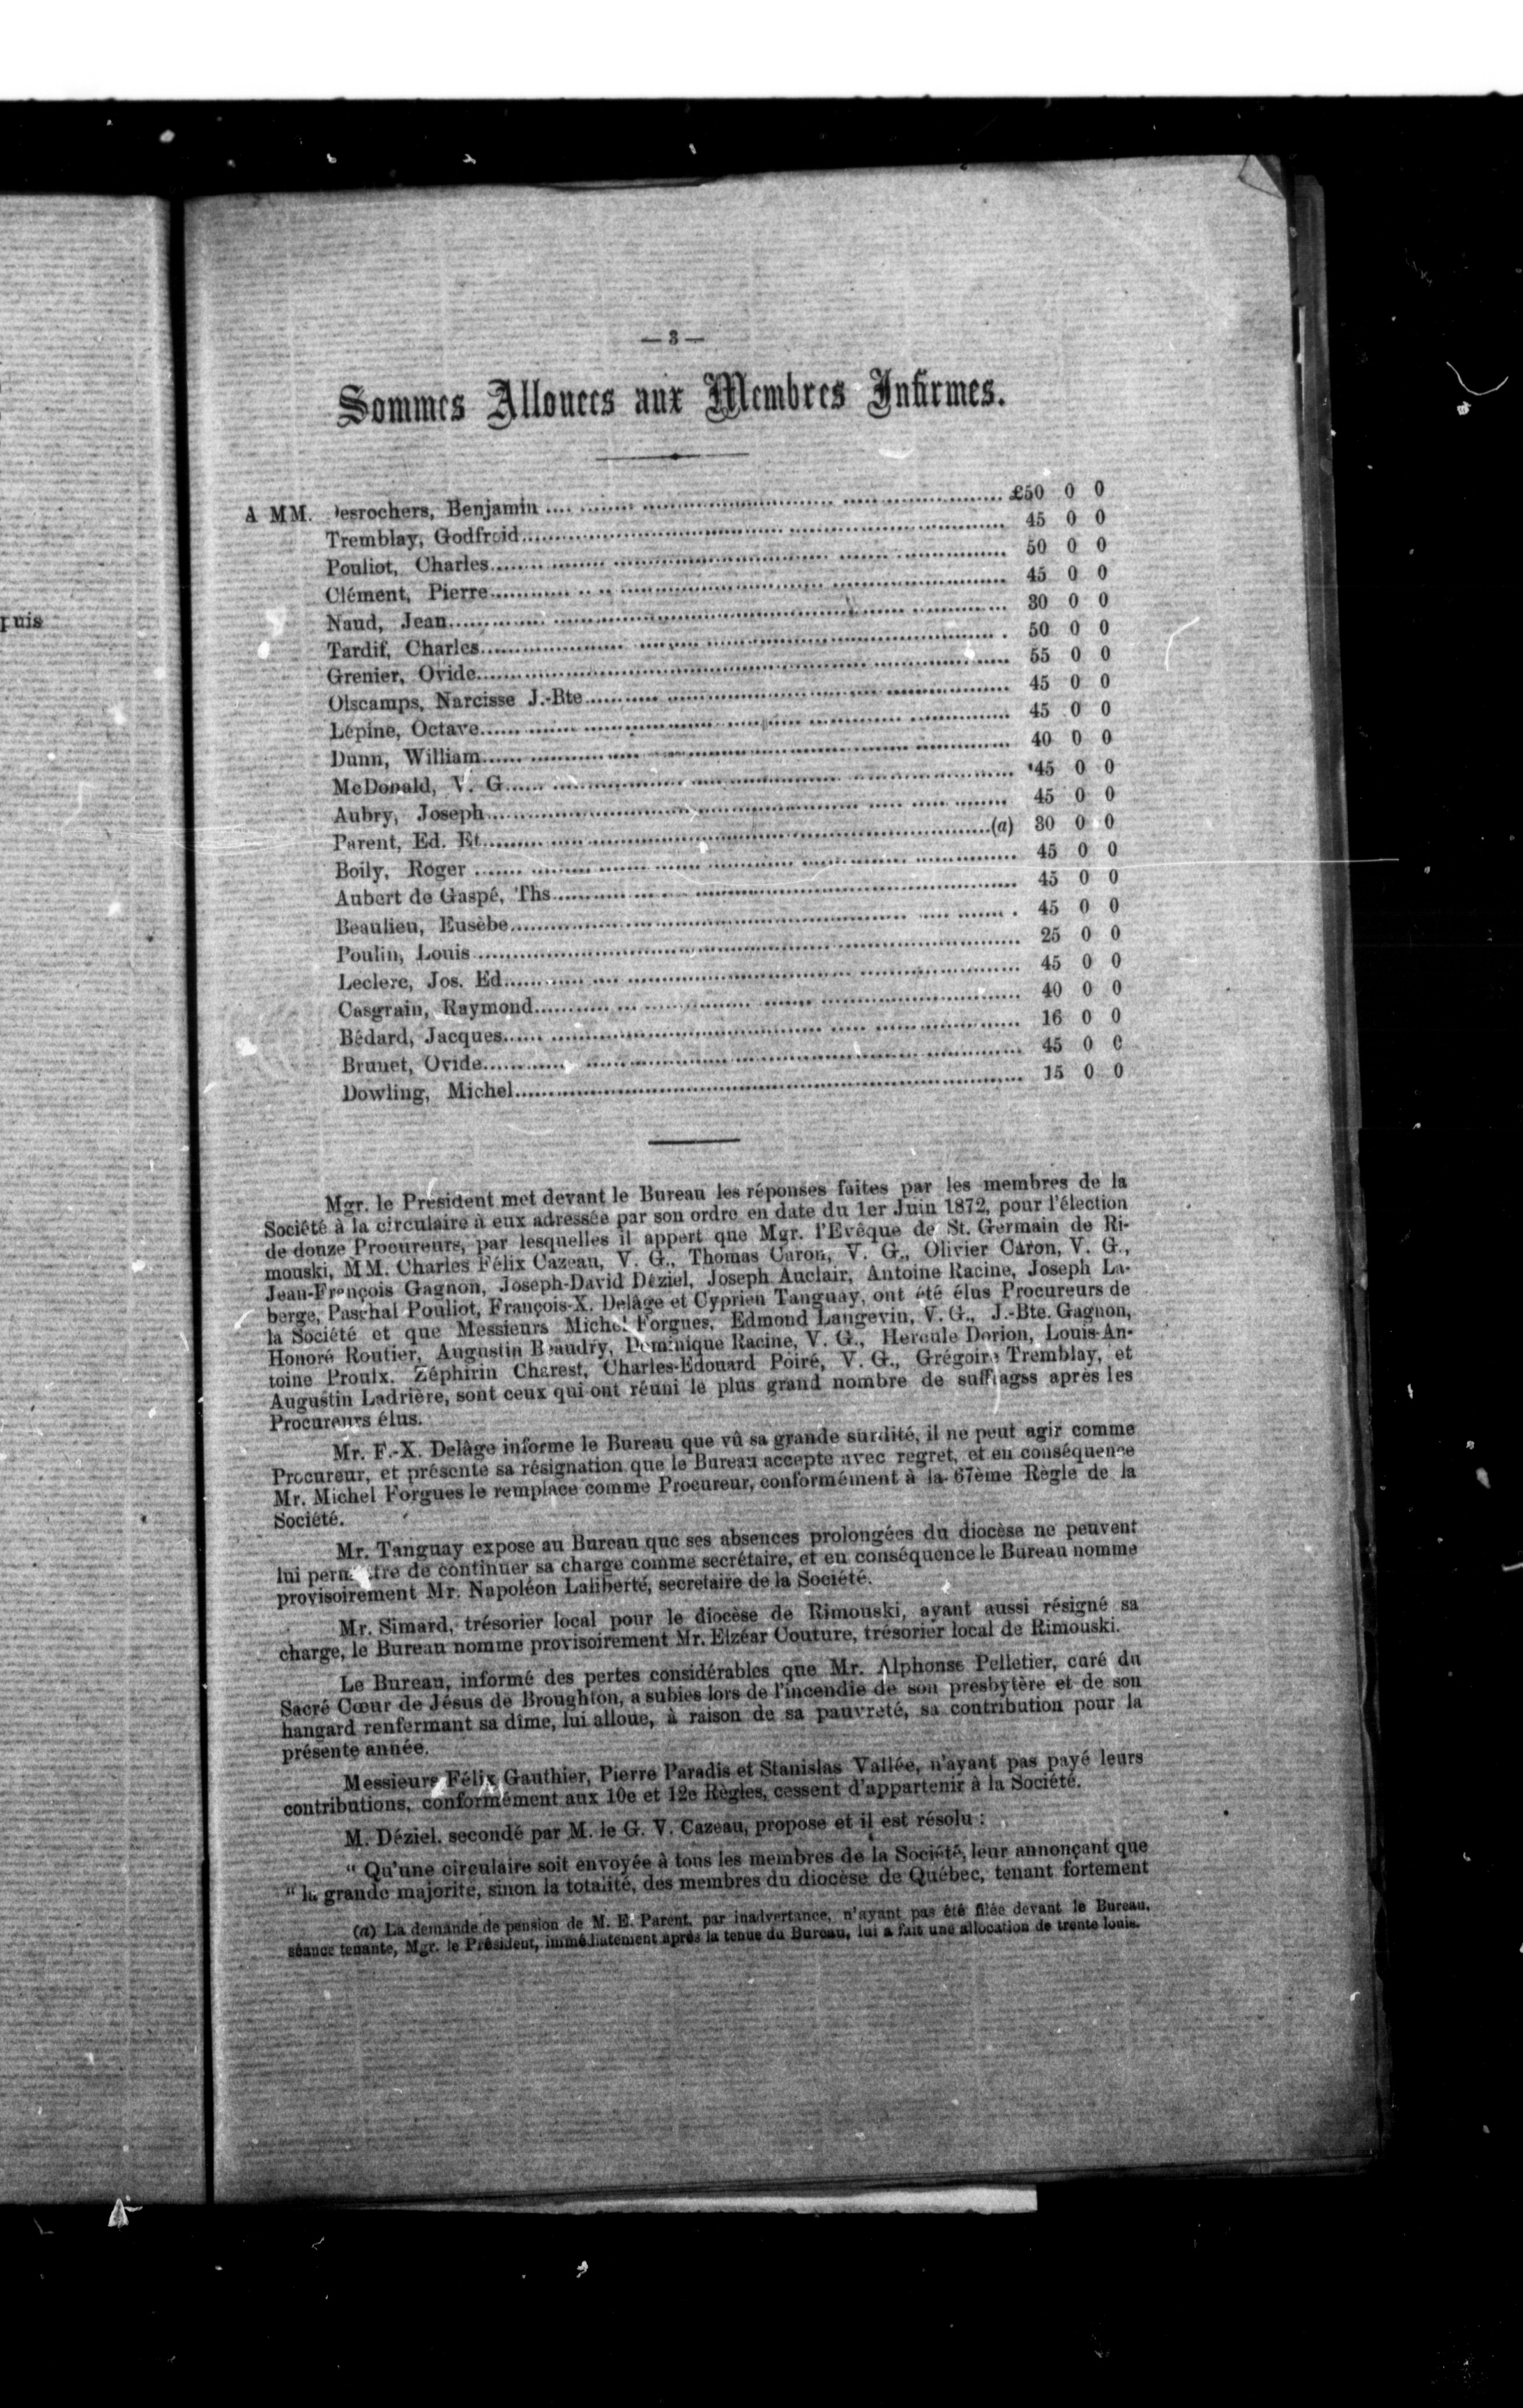 — 3 —
Sommes Allouees aux Membres Infirmes.
A MM. Desrochers, Benjamin .... ........ ........ £50 0 0
Tremblay, Godfroid........ 45 0 0
Pouliot, Charles........ 50 0 0
Clément, Pierre........ 45 0 0
Naud, Jean........ 30 0 0
Tardif, Charles........ 50 0 0
Grenier, Ovide........ 55 0 0
Olscamps, Narcisse J.-Bte........ 45 0 0
Lépine, Octave........ 45 0 0
Dunn, William........ 40 0 0
McDonald, V. G........ 45 0 0
Aubry, Joseph........ 45 0 0
Parent, Ed. Et........(a) 30 0 0
Boily, Roger ........ 45 0 0
Aubert de Gaspé, Ths........ 45 0 0
Beaulieu, Eusèbe........ 45 0 0
Poulin, Louis........ 25 0 0
Leclerc, Jos. Ed........ 45 0 0
Casgrain, Raymond........ 40 0 0
Bédard, Jacques........ 16 0 0
Brunet, Ovide........ 45 0 0
Dowling, Michel........ 15 0 0
Mgr. le Président met devant le Bureau les réponses faites par les membres de la
Société à la circulaire à eux adressée par son ordre en date du 1er Juin 1872, pour l'élection
de douze Procureurs, par lesquelles il appert que Mgr. l'Evêque de St. Germain de Ri-
mouski, MM. Charles Félix Cazeau, V. G., Thomas Caron, V. G., Olivier Caron, V. G.,
Jean-François Gagnon, Joseph-David Déziel, Joseph Auclair, Antoine Racine, Joseph La-
berge, Paschal Pouliot, François-X. Delâge et Cyprien Tanguay, ont été élus Procureurs de
la Société et que Messieurs Michel Forgues, Edmond Langevin, V. G., J.-Bte. Gagnon,
Honoré Routier, Augustin Beaudry, Dominique Racine, V. G., Hercule Dorion, Louis-An-
toine Proulx, Zéphirin Charest, Charles-Edouard Poiré, V. G., Grégoire Tremblay, et
Augustin Ladrière, sont ceux qui ont réuni le plus grand nombre de suffragss après les
Procureurs élus.
Mr. F.-X. Delâge informe le Bureau que vû sa grande surdité, il ne peut agir comme
Procureur, et présente sa résignation que le Bureau accepte avec regret, et en conséquence
Mr. Michel Forgues le remplace comme Procureur, conformément à la 67ème Règle de la
Société.
Mr. Tanguay expose au Bureau que ses absences prolongées du diocèse ne peuvent
lui permettre de continuer sa charge comme secrétaire, et en conséquence le Bureau nomme
provisoirement Mr. Napoléon Laliberté, secretaire de la Société.
Mr. Simard, trésorier local pour le diocèse de Rimouski, ayant aussi résigné sa
charge, le Bureau nomme provisoirement Mr. Elzéar Couture, trésorier local de Rimouski.
Le Bureau, informé des pertes considérables que Mr. Alphonse Pelletier, curé du
Sacré Cœur de Jésus de Broughton, a subies lors de l'incendie de son presbytère et de son
hangard renfermant sa dîme, lui alloue, à raison de sa pauvreté, sa contribution pour la
présente année.
Messieurs Félix Gauthier, Pierre Paradis et Stanislas Vallée, n'ayant pas payé leurs
contributions, conformément aux 10e et 12e Règles, cessent d'appartenir à la Société.
M. Déziel, secondé par M. le G. V. Cazeau, propose et il est résolu :
“ Qu'une circulaire soit envoyée à tous les membres de la Société, leur annonçant que
“ la grande majorité, sinon la totalité, des membres du diocèse de Québec, tenant fortement
(a) La demande de pension de M. E. Parent, par inadvertance, n'ayant pas été filée devant le Bureau,
séance tenante, Mgr. le Président, immédiatement après la tenue du Bureau, lui a fait une allocation de trente louis.